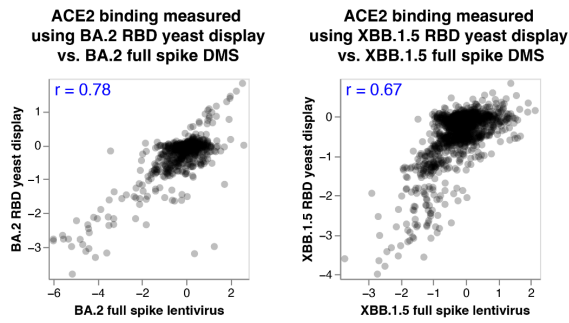 ACE2 binding measured
using BA.2 RBD yeast display
vs. BA.2 full spike DMS
r = 0.78
BA.2 RBD yeast display
1
0
−1
−2
−3
−6
−4
−2
0
2
BA.2 full spike lentivirus
ACE2 binding measured
using XBB.1.5 RBD yeast display
vs. XBB.1.5 full spike DMS
r = 0.67
XBB.1.5 RBD yeast display
0
−1
−2
−3
−4
−3
−2
−1
0
1
2
XBB.1.5 full spike lentivirus